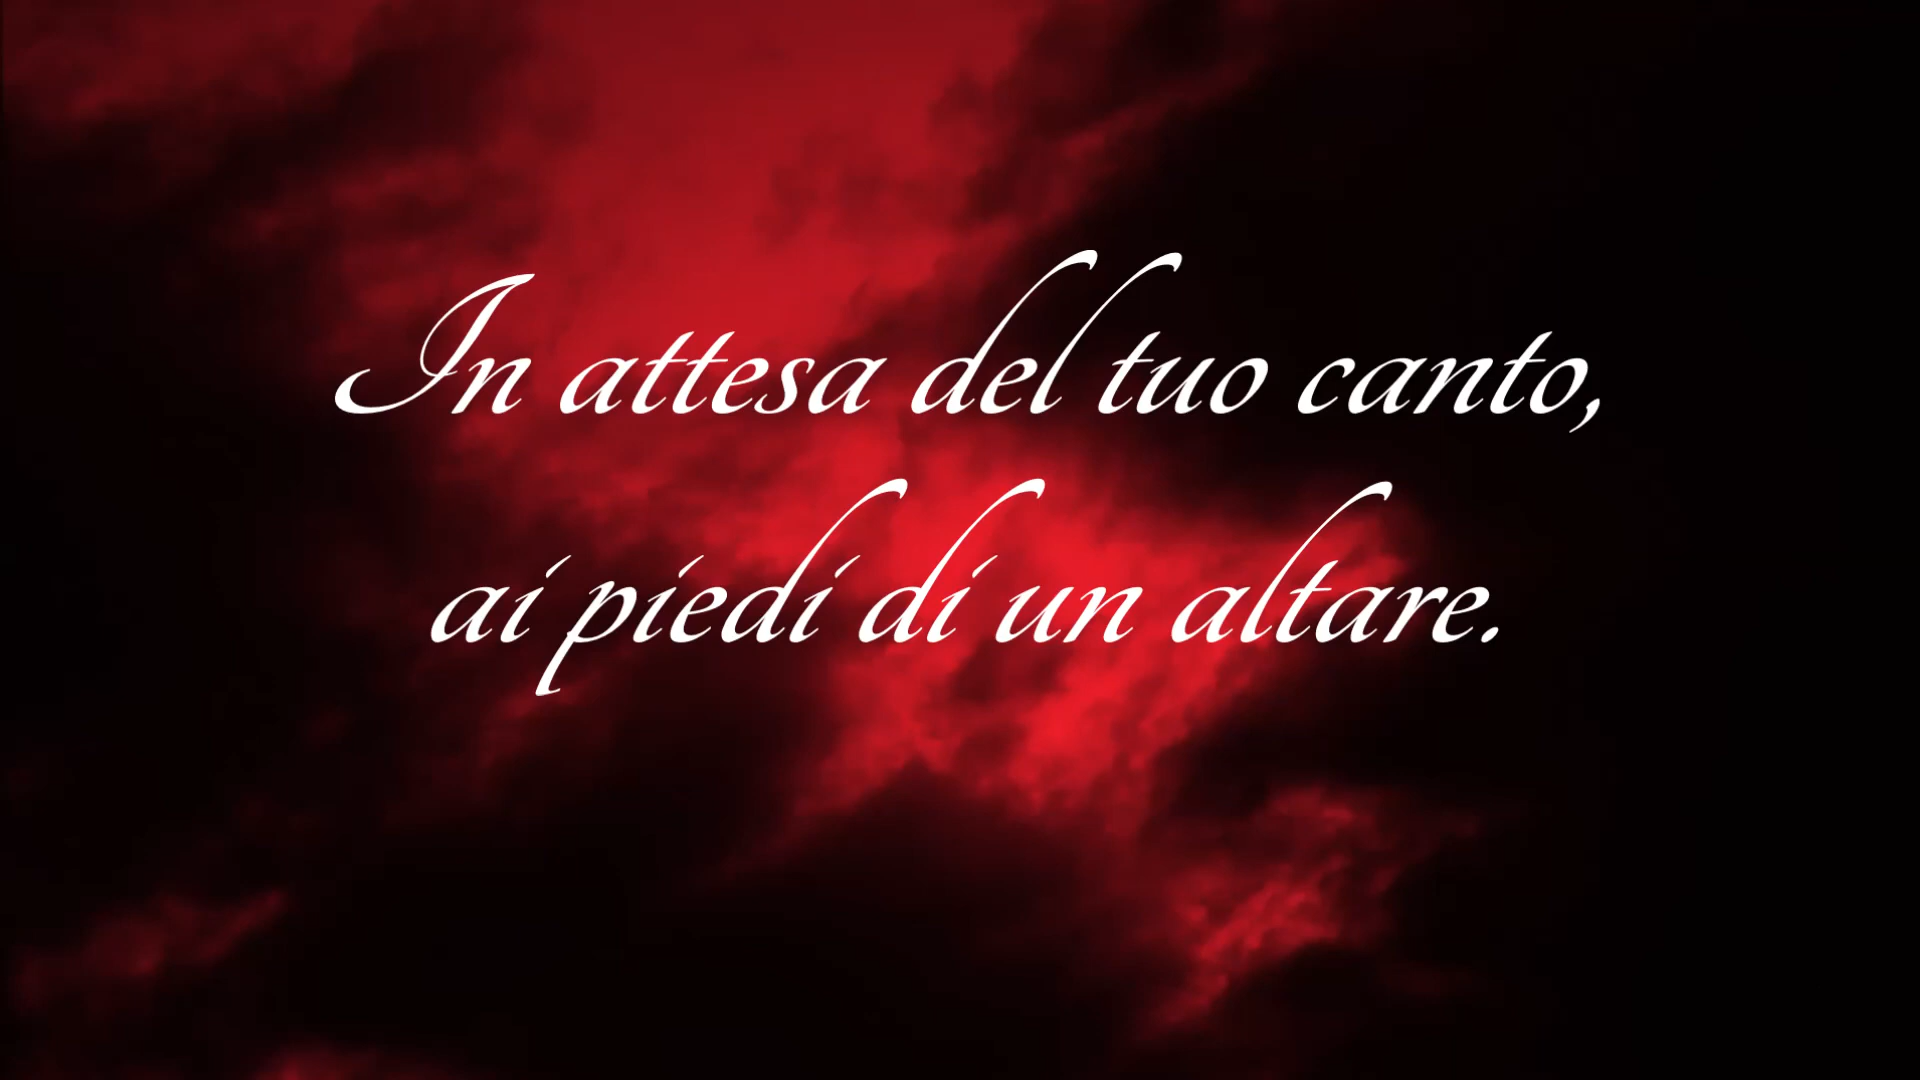 In attesa del tuo canto,
ai piedi di un altare.